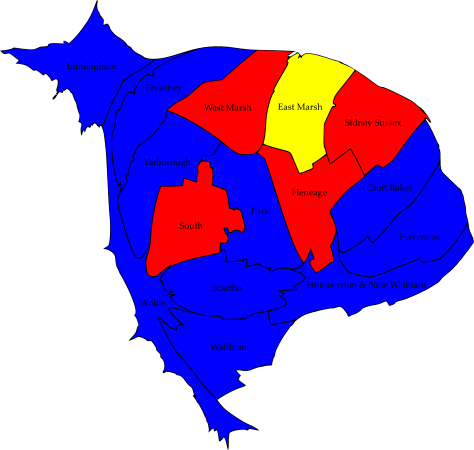 Immingham
Freshney
West Marsh
East Marsh
Sidney Sussex
Yarborough
Heneage
Croft Baker
Park
South
Haverstoe
Scartho
Humberston & New Waltham
Wolds
Waltham